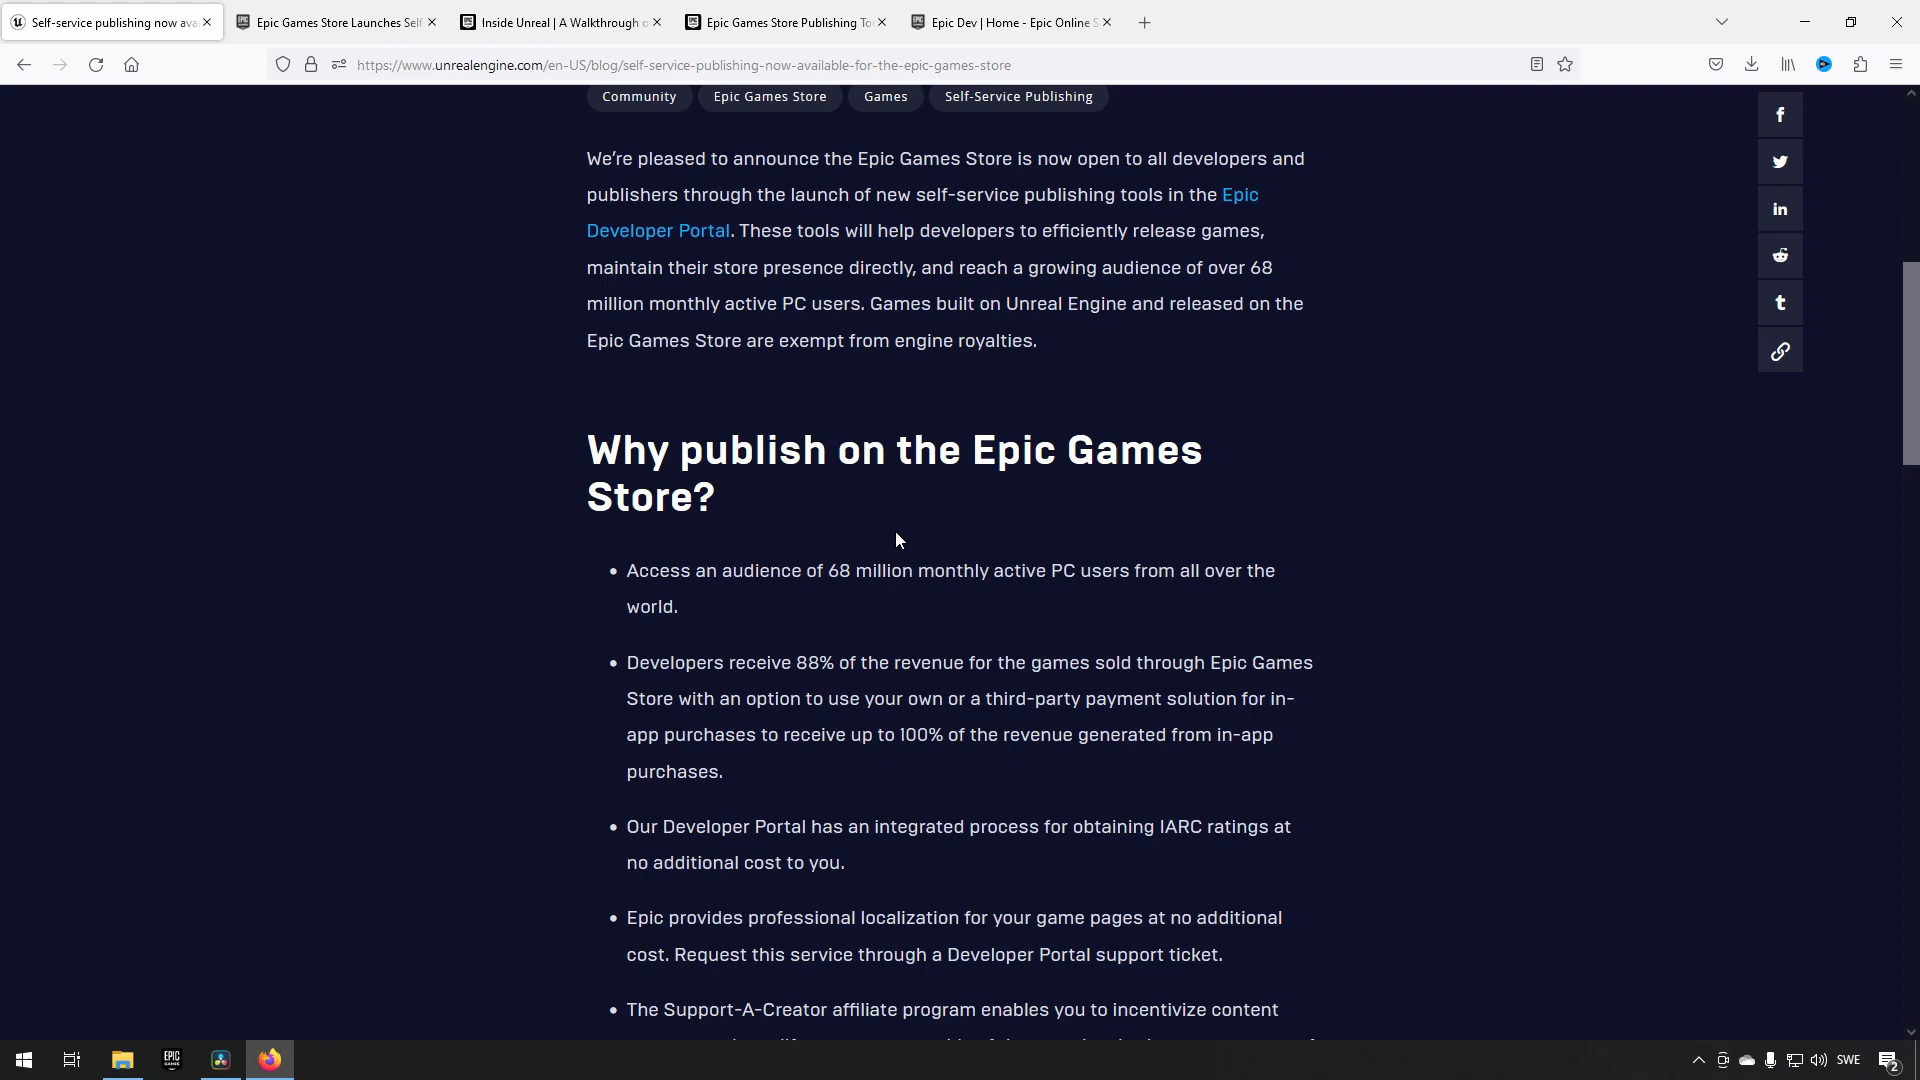 Self-service publishing now ava
Epic Games Store Launches Self
Inside Unreal | A Walkthrough o
Epic Games Store Publishing To
Epic Dev | Home - Epic Online S
https://www.unrealengine.com/en-US/blog/self-service-publishing-now-available-for-the-epic-games-store
Community
Epic Games Store
Games
Self-Service Publishing
We're pleased to announce the Epic Games Store is now open to all developers and
publishers through the launch of new self-service publishing tools in the Epic
Developer Portal. These tools will help developers to efficiently release games,
maintain their store presence directly, and reach a growing audience of over 68
million monthly active PC users. Games built on Unreal Engine and released on the
Epic Games Store are exempt from engine royalties.
Why publish on the Epic Games
Store?
• Access an audience of 68 million monthly active PC users from all over the
world.
• Developers receive 88% of the revenue for the games sold through Epic Games
Store with an option to use your own or a third-party payment solution for in-
app purchases to receive up to 100% of the revenue generated from in-app
purchases.
• Our Developer Portal has an integrated process for obtaining IARC ratings at
no additional cost to you.
• Epic provides professional localization for your game pages at no additional
cost. Request this service through a Developer Portal support ticket.
• The Support-A-Creator affiliate program enables you to incentivize content
EPIC
GAMES
SWE
2